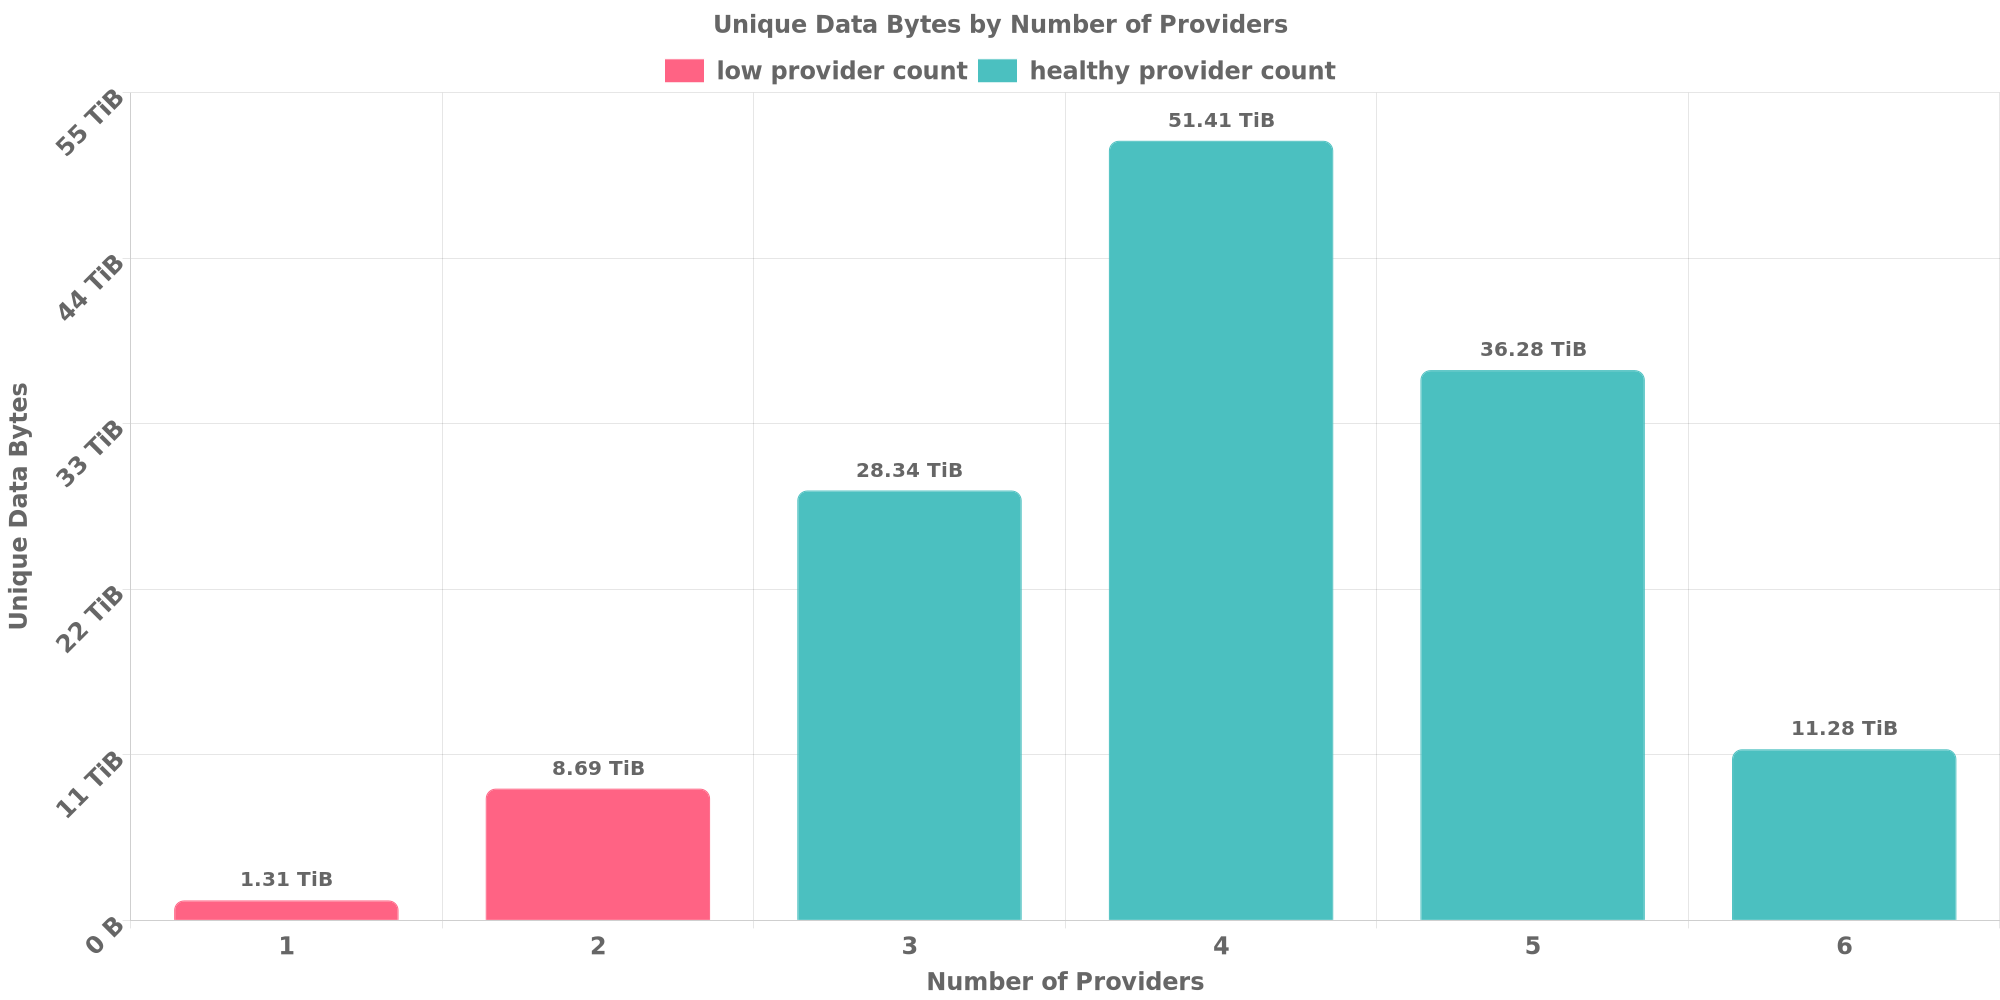 Unique Data Bytes by Number of Providers
low provider count
healthy provider count
55 TiB
44 TiB
33 TiB
22 TiB
11 TiB
0 B
Unique Data Bytes
1.31 TiB
8.69 TiB
28.34 TiB
51.41 TiB
36.28 TiB
11.28 TiB
1
2
3
4
5
6
Number of Providers